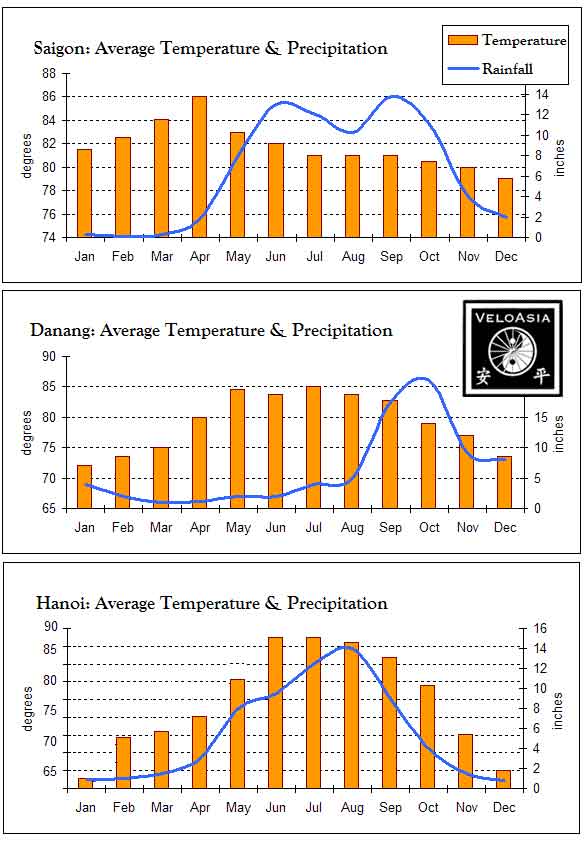 Saigon: Average Temperature & Precipitation
Temperature
Rainfall
degrees
88
86
84
82
80
78
76
74
14
12
10
8
6
4
2
0
inches
Jan Feb Mar Apr May Jun Jul Aug Sep Oct Nov Dec
Danang: Average Temperature & Precipitation
VELOASIA
安 平
degrees
90
85
80
75
70
65
15
10
5
0
inches
Jan Feb Mar Apr May Jun Jul Aug Sep Oct Nov Dec
Hanoi: Average Temperature & Precipitation
degrees
90
85
80
75
70
65
16
14
12
10
8
6
4
2
0
inches
Jan Feb Mar Apr May Jun Jul Aug Sep Oct Nov Dec